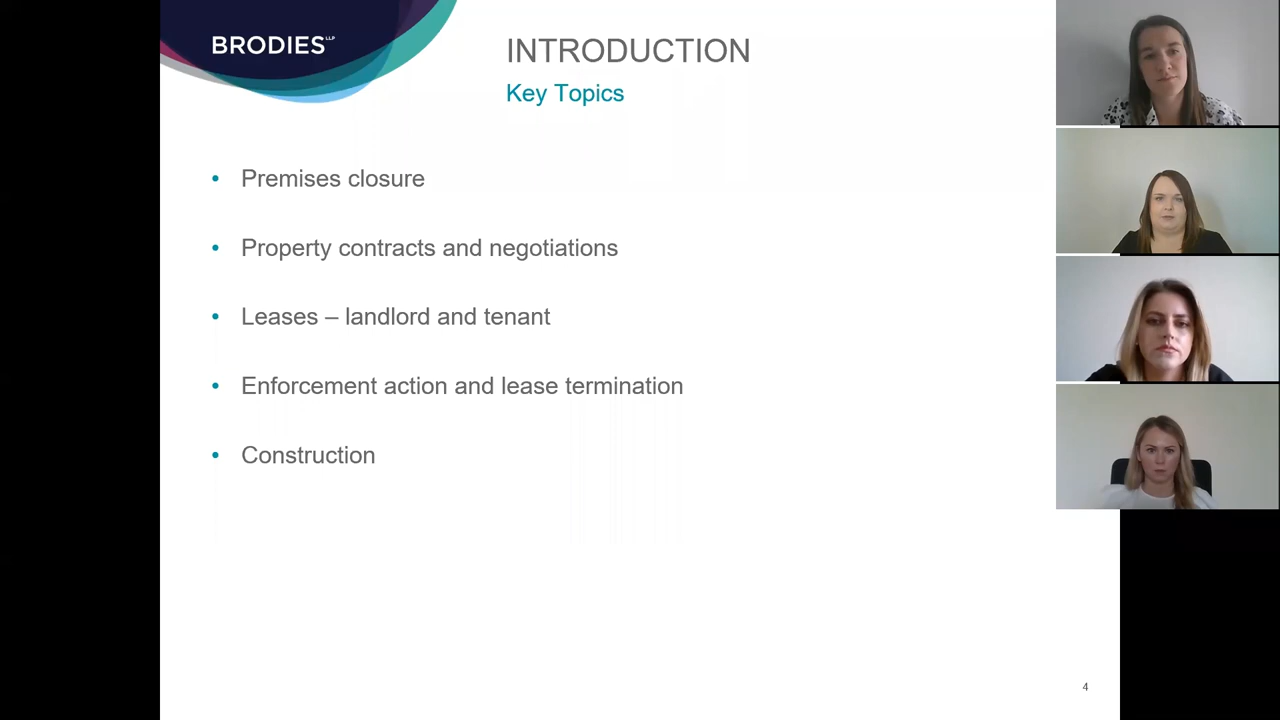 BRODIES LLP
INTRODUCTION
Key Topics
• Premises closure
• Property contracts and negotiations
• Leases – landlord and tenant
• Enforcement action and lease termination
• Construction
4